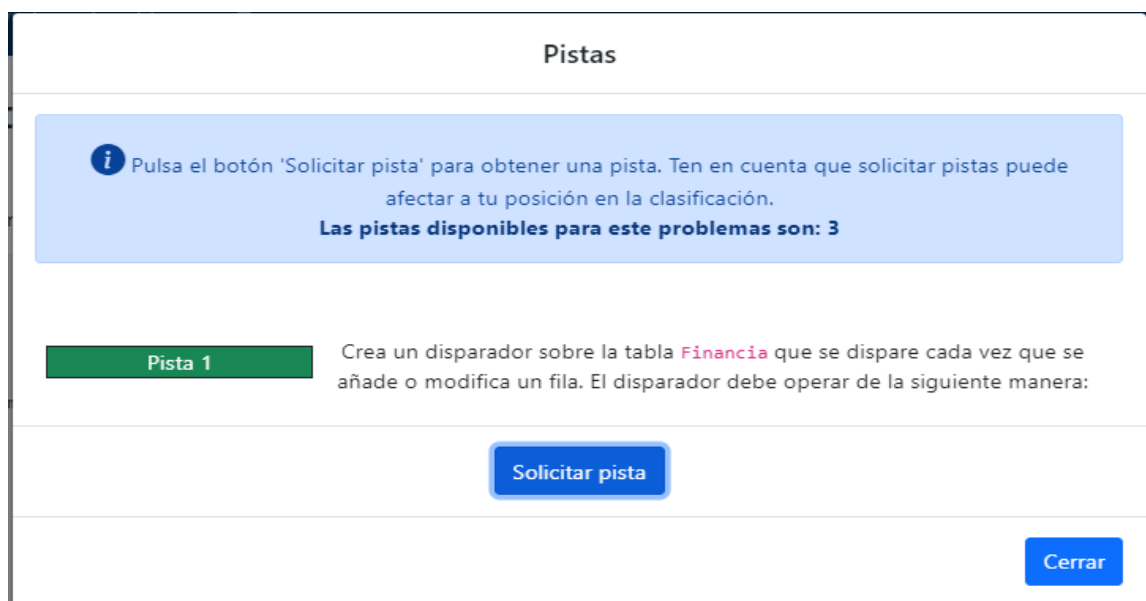 Pistas
Pulsa el botón 'Solicitar pista' para obtener una pista. Ten en cuenta que solicitar pistas puede
afectar a tu posición en la clasificación.
Las pistas disponibles para este problemas son: 3
Pista 1
Crea un disparador sobre la tabla Financia que se dispare cada vez que se
añade o modifica un fila. El disparador debe operar de la siguiente manera:
Solicitar pista
Cerrar